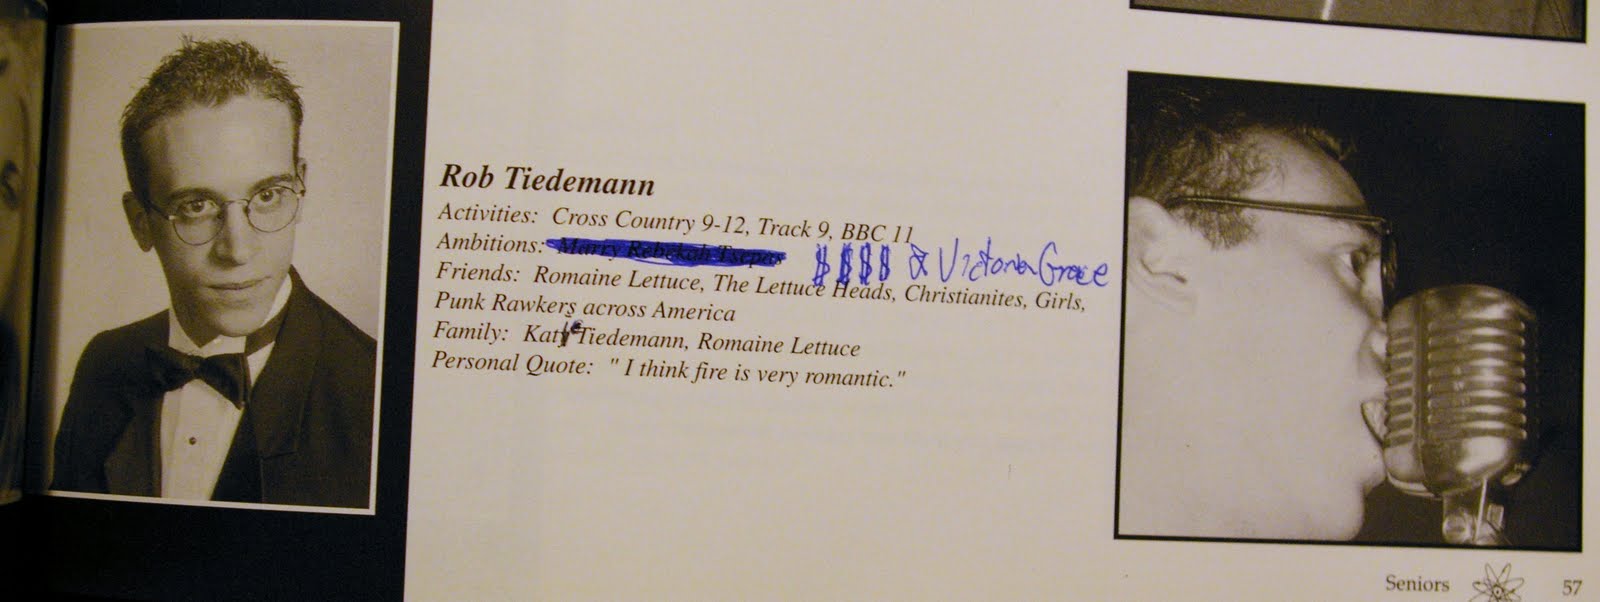 Rob Tiedemann
Activities: Cross Country 9-12, Track 9, BBC 11
Ambitions: Marry Rebekah Tsepas $$$$ & Victoria Grace
Friends: Romaine Lettuce, The Lettuce Heads, Christianites, Girls,
Punk Rawkers across America
Family: Katie Tiedemann, Romaine Lettuce
Personal Quote: " I think fire is very romantic."
Seniors 57